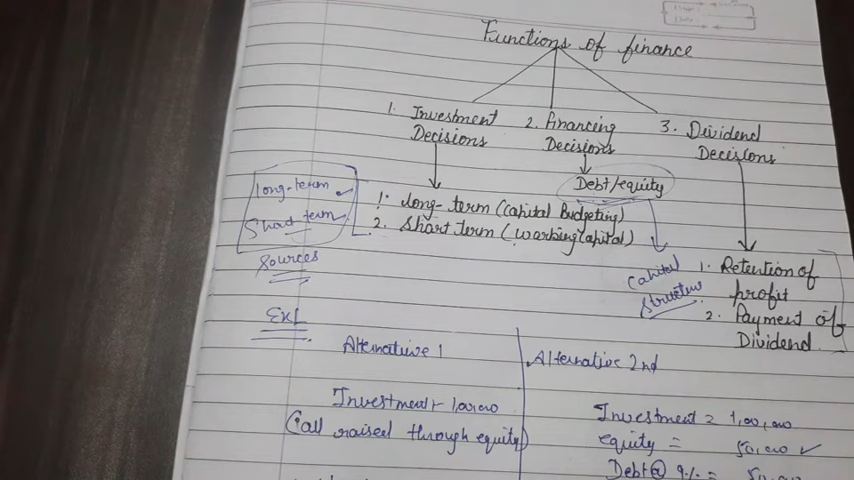 Functions of finance
1. Investment Decisions
2. Financing Decisions
3. Dividend Decisions
Debt/equity
Long-term
Short term
Sources
1. Long-term (Capital Budgeting)
2. Short Term (working Capital)
Capital
Structure
1. Retention of
profit
2. Payment of
Dividend
Ex1
Alternative 1
Investment
(all raised through equity)
Alternative 2nd
Investment = 1,00,000
equity = 50,000
Debt@ 9% = 50,000